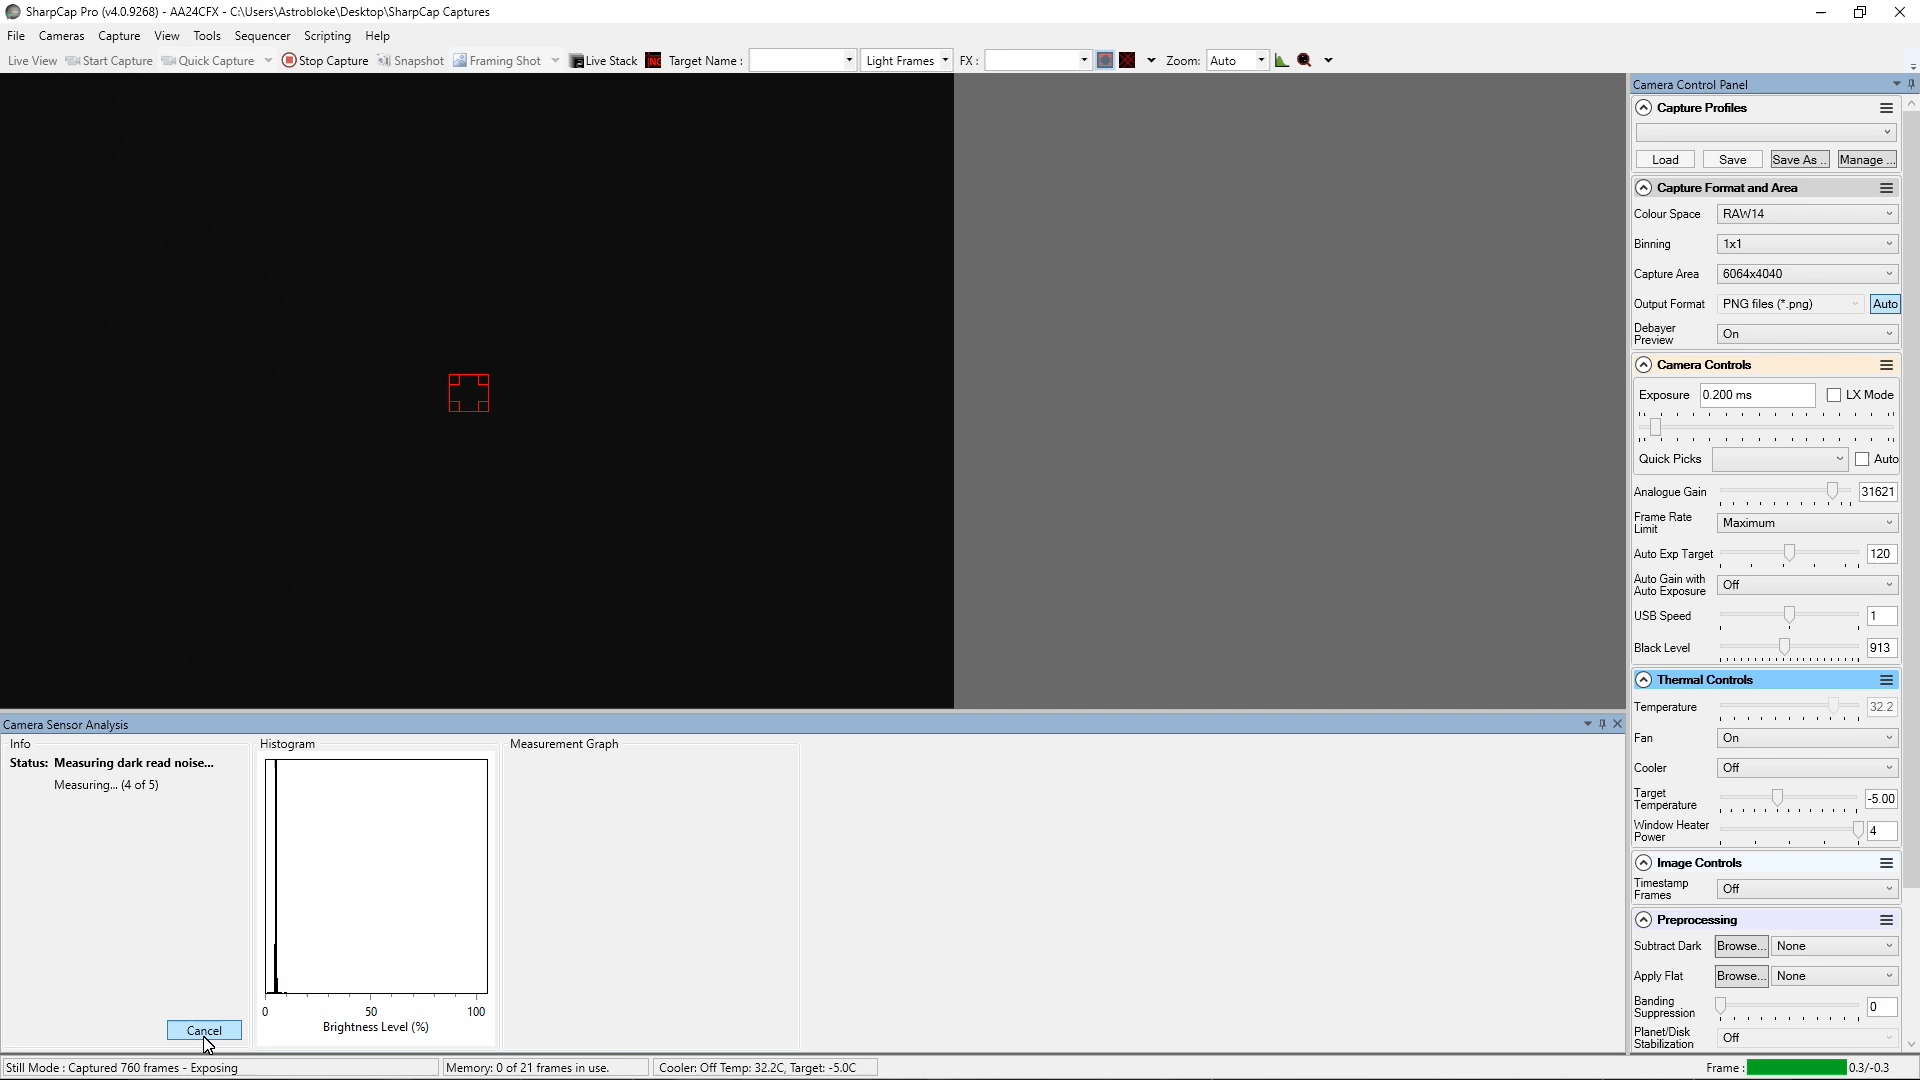 SharpCap Pro (v4.0.9268) - AA24CFX - C:\Users\Astrobloke\Desktop\SharpCap Captures
File Cameras Capture View Tools Sequencer Scripting Help
Live View Start Capture Quick Capture Stop Capture Snapshot Framing Shot Live Stack Target Name : Light Frames FX : Zoom: Auto
Camera Control Panel
Capture Profiles
Load Save Save As .. Manage ...
Capture Format and Area
Colour Space RAW14
Binning 1x1
Capture Area 6064x4040
Output Format PNG files (*.png) Auto
Debayer
Preview On
Camera Controls
Exposure 0.200 ms LX Mode
Quick Picks Auto
Analogue Gain 31621
Frame Rate
Limit Maximum
Auto Exp Target 120
Auto Gain with
Auto Exposure Off
USB Speed 1
Black Level 913
Thermal Controls
Temperature 32.2
Fan On
Cooler Off
Target
Temperature -5.00
Window Heater
Power 4
Image Controls
Timestamp
Frames Off
Preprocessing
Subtract Dark Browse... None
Apply Flat Browse... None
Banding
Suppression 0
Planet/Disk
Stabilization Off
Camera Sensor Analysis
Info
Status: Measuring dark read noise...
Measuring... (4 of 5)
Cancel
Histogram
0 50 100
Brightness Level (%)
Measurement Graph
Still Mode : Captured 760 frames - Exposing Memory: 0 of 21 frames in use. Cooler: Off Temp: 32.2C, Target: -5.0C Frame : 0.3/-0.3